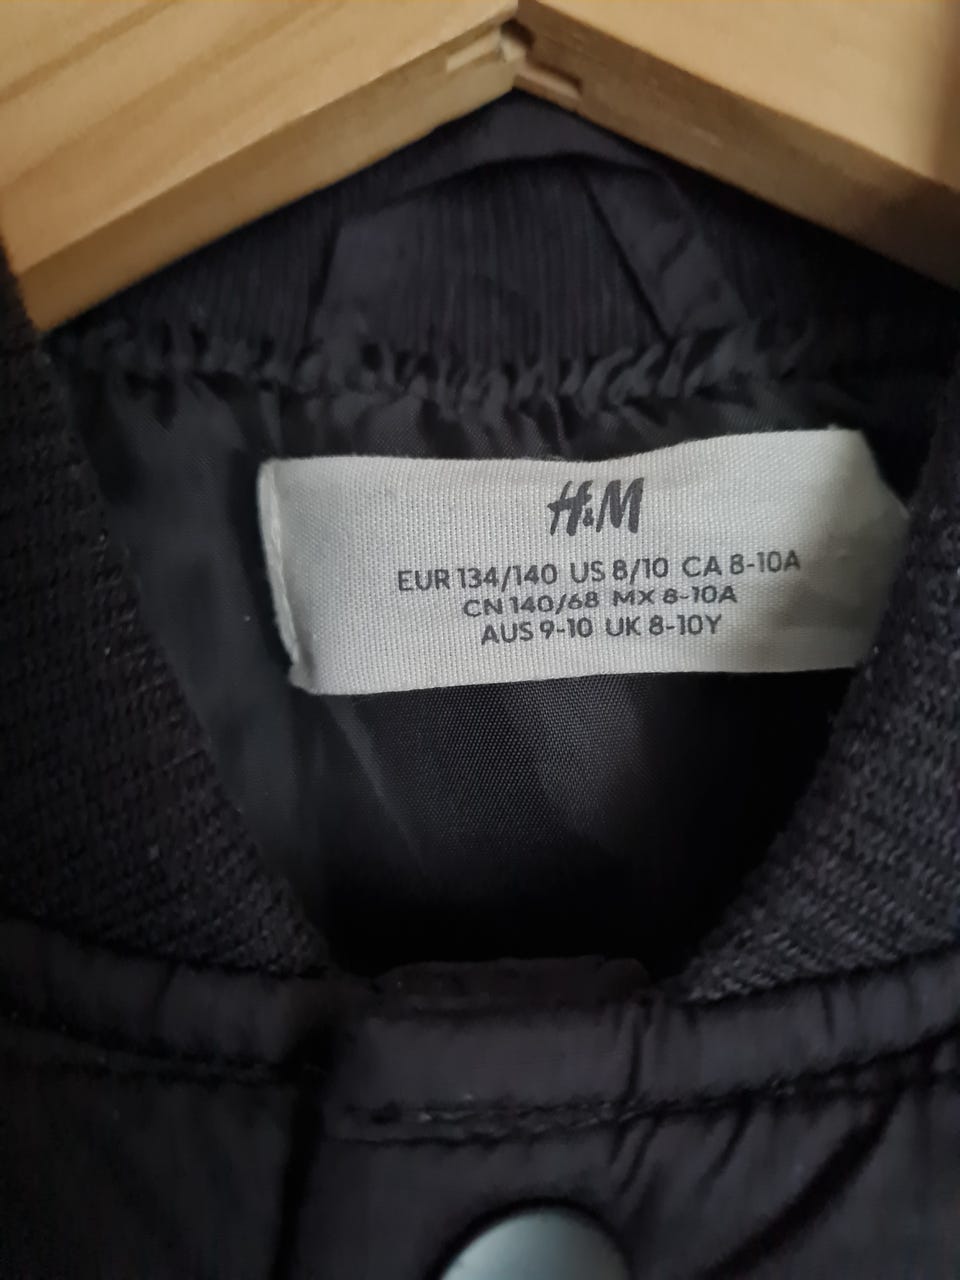 H&M
EUR 134/140 US 8/10 CA 8-10A
CN 140/68 MX 8-10A
AUS 9-10 UK 8-10Y